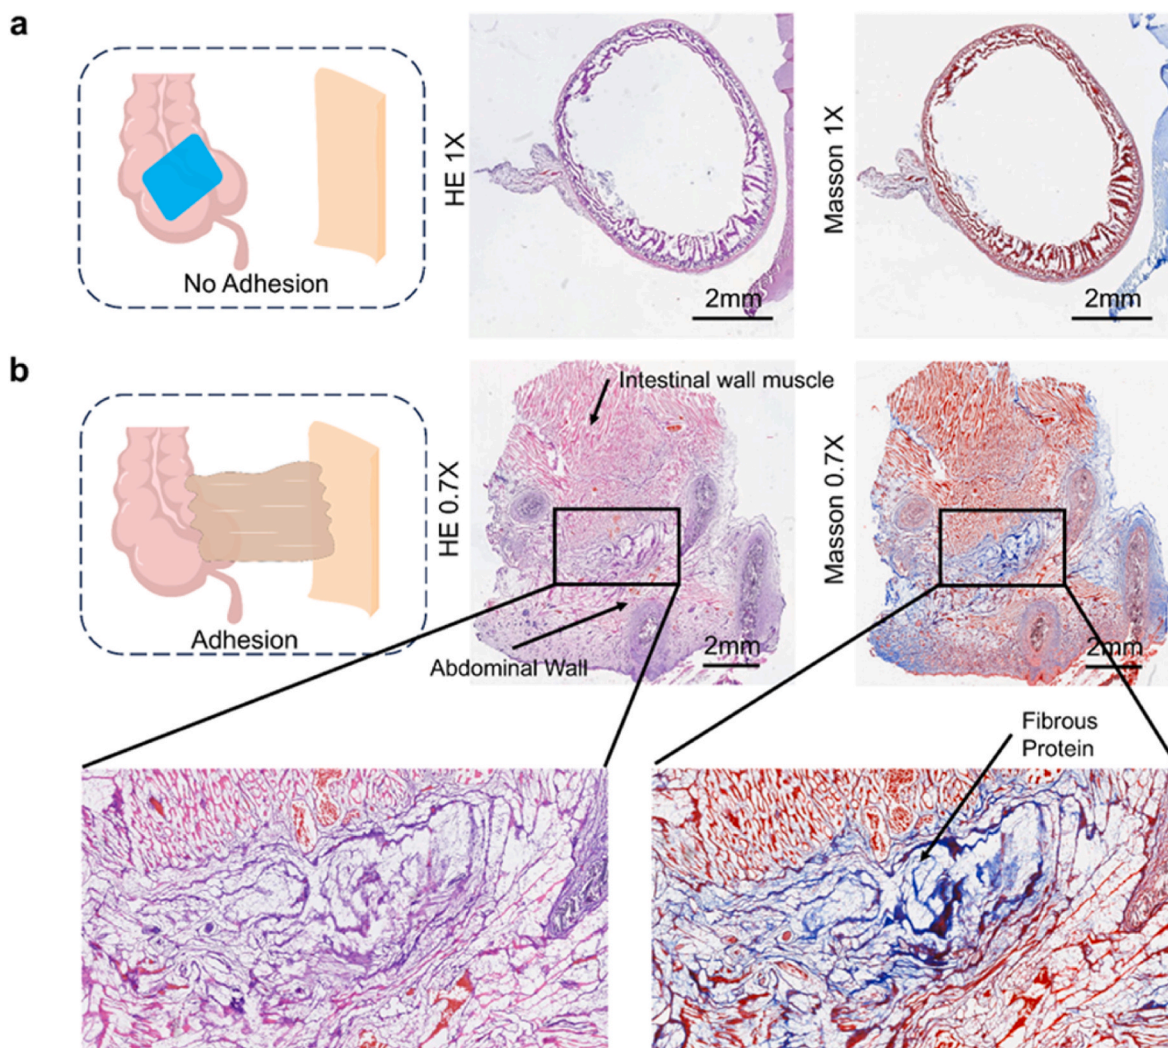 a
No Adhesion
HE 1X
2mm
Masson 1X
2mm
b
Adhesion
HE 0.7X
Intestinal wall muscle
Abdominal Wall
2mm
Masson 0.7X
2mm
Fibrous
Protein